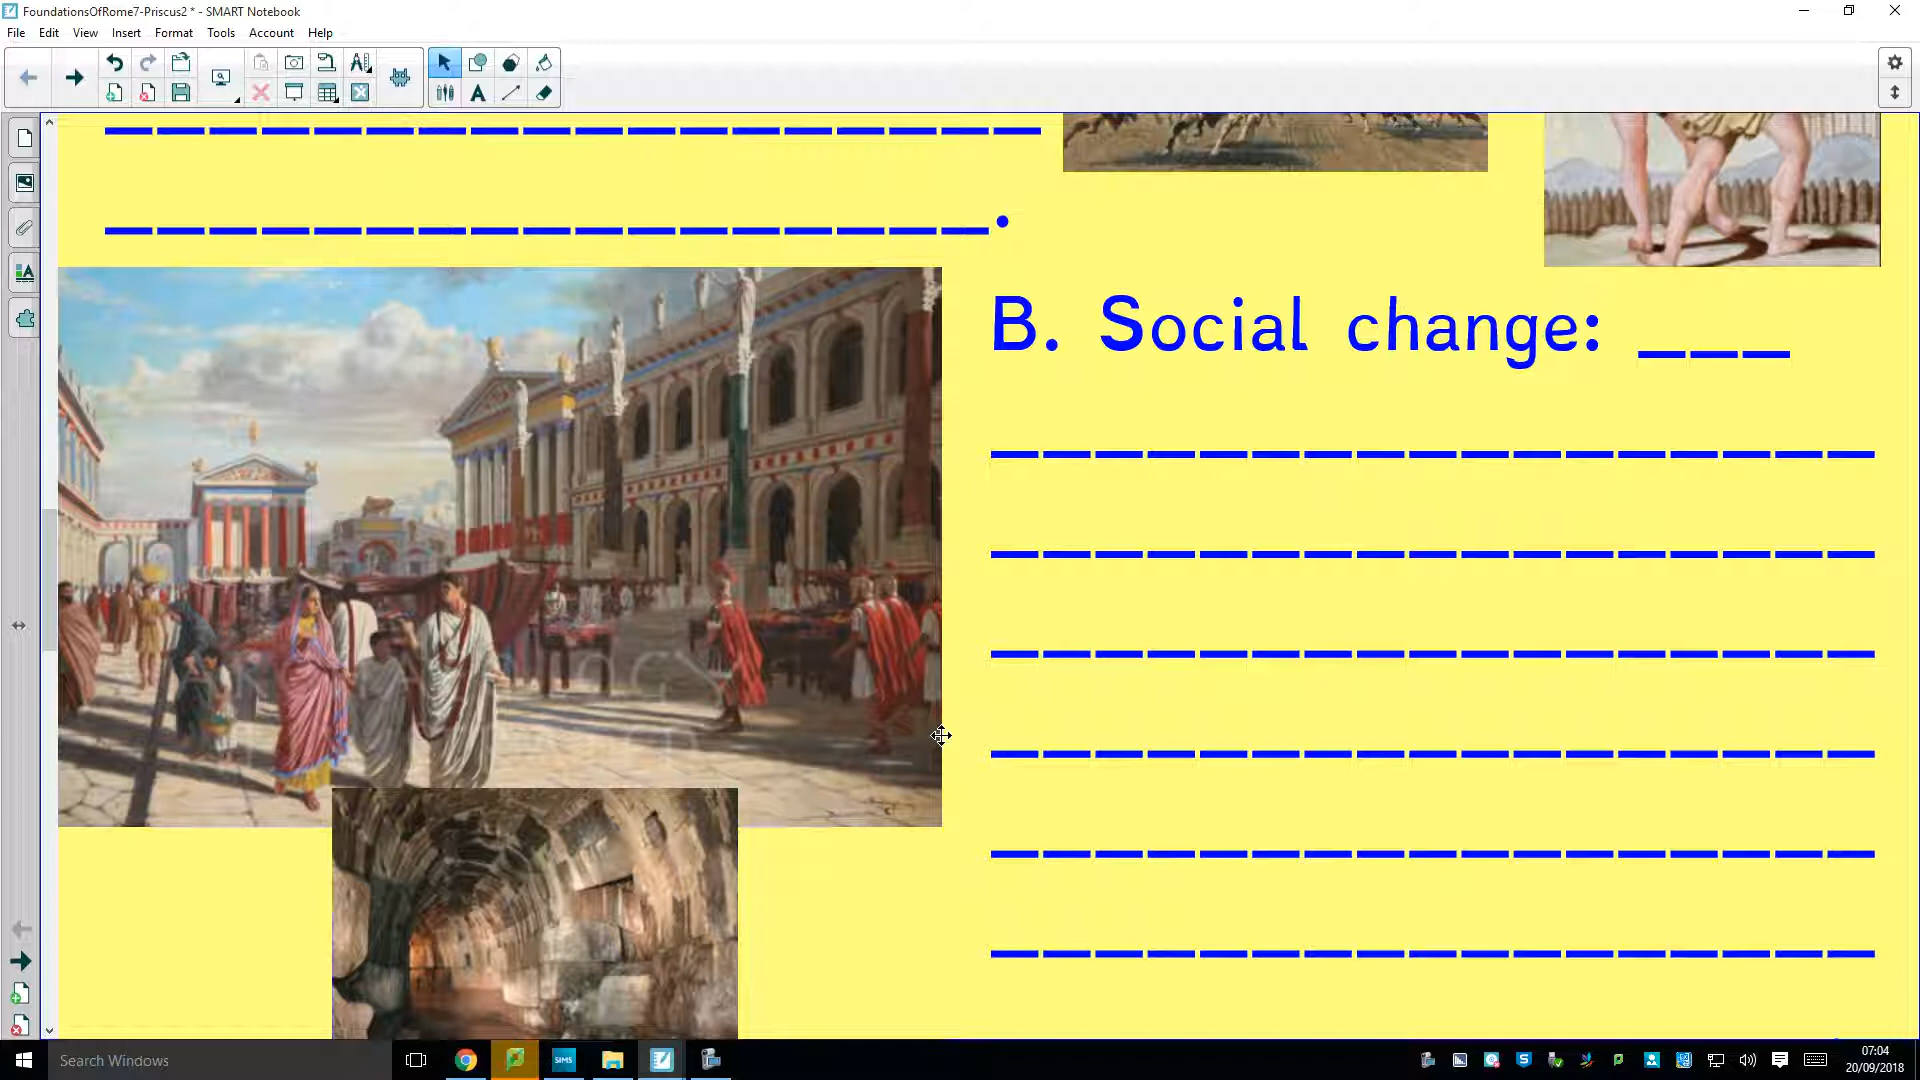 FoundationsOfRome7-Priscus2 * - SMART Notebook
File Edit View Insert Format Tools Account Help
B. Social change: ___
Search Windows
SIMS
07:04
20/09/2018